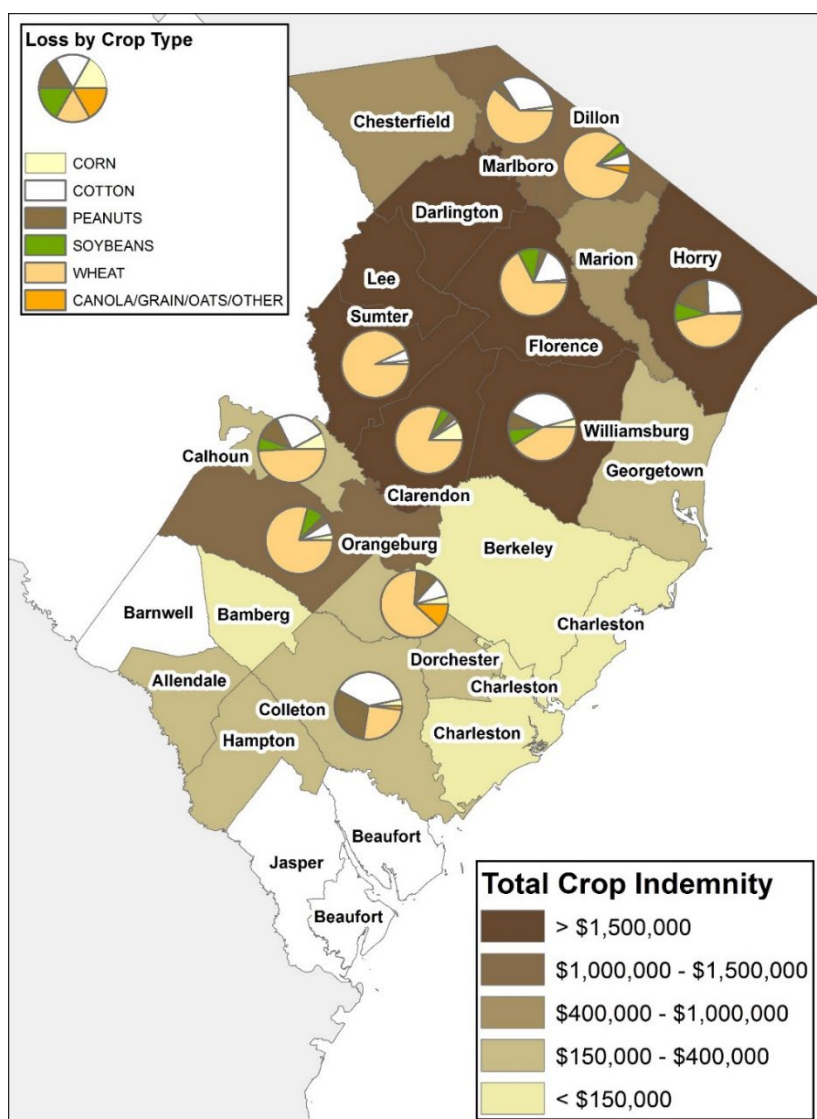 Loss by Crop Type
CORN
COTTON
PEANUTS
SOYBEANS
WHEAT
CANOLA/GRAIN/OATS/OTHER
Chesterfield
Dillon
Marlboro
Darlington
Marion
Horry
Lee
Sumter
Florence
Williamsburg
Calhoun
Georgetown
Clarendon
Orangeburg
Berkeley
Barnwell
Bamberg
Charleston
Dorchester
Allendale
Charleston
Colleton
Charleston
Hampton
Beaufort
Jasper
Beaufort
Total Crop Indemnity
> $1,500,000
$1,000,000 - $1,500,000
$400,000 - $1,000,000
$150,000 - $400,000
< $150,000